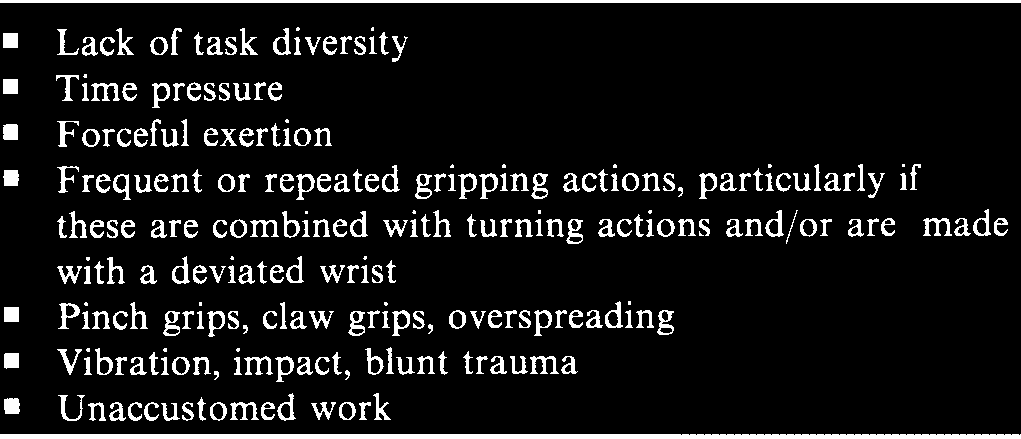 ▪ Lack of task diversity
▪ Time pressure
▪ Forceful exertion
▪ Frequent or repeated gripping actions, particularly if
these are combined with turning actions and/or are made
with a deviated wrist
▪ Pinch grips, claw grips, overspreading
▪ Vibration, impact, blunt trauma
▪ Unaccustomed work